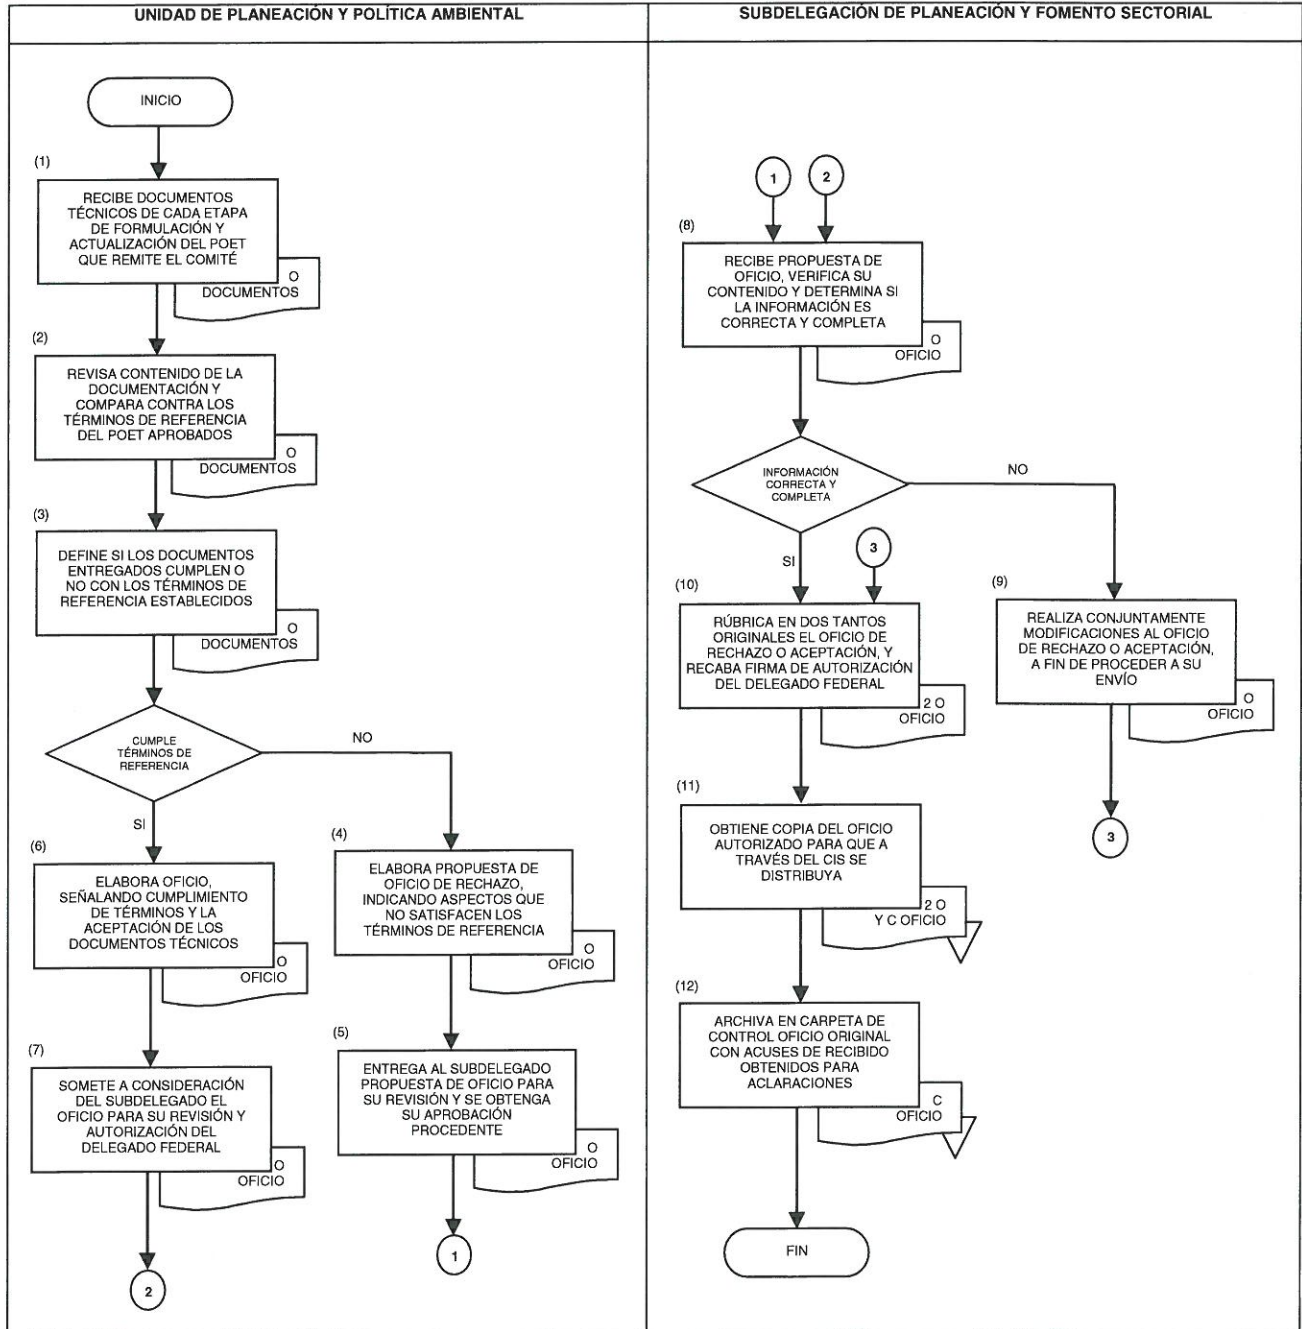 UNIDAD DE PLANEACIÓN Y POLÍTICA AMBIENTAL
INICIO
(1)
RECIBE DOCUMENTOS
TÉCNICOS DE CADA ETAPA
DE FORMULACIÓN Y
ACTUALIZACIÓN DEL POET
QUE REMITE EL COMITÉ
O
DOCUMENTOS
(2)
REVISA CONTENIDO DE LA
DOCUMENTACIÓN Y
COMPARA CONTRA LOS
TÉRMINOS DE REFERENCIA
DEL POET APROBADOS
O
DOCUMENTOS
(3)
DEFINE SI LOS DOCUMENTOS
ENTREGADOS CUMPLEN O
NO CON LOS TÉRMINOS DE
REFERENCIA ESTABLECIDOS
O
DOCUMENTOS
CUMPLE
TÉRMINOS DE
REFERENCIA
NO
SI
(6)
ELABORA OFICIO,
SEÑALANDO CUMPLIMIENTO
DE TÉRMINOS Y LA
ACEPTACIÓN DE LOS
DOCUMENTOS TÉCNICOS
O
OFICIO
(7)
SOMETE A CONSIDERACIÓN
DEL SUBDELEGADO EL
OFICIO PARA SU REVISIÓN Y
AUTORIZACIÓN DEL
DELEGADO FEDERAL
O
OFICIO
2
(4)
ELABORA PROPUESTA DE
OFICIO DE RECHAZO,
INDICANDO ASPECTOS QUE
NO SATISFACEN LOS
TÉRMINOS DE REFERENCIA
O
OFICIO
(5)
ENTREGA AL SUBDELEGADO
PROPUESTA DE OFICIO PARA
SU REVISIÓN Y SE OBTENGA
SU APROBACIÓN
PROCEDENTE
O
OFICIO
1
SUBDELEGACIÓN DE PLANEACIÓN Y FOMENTO SECTORIAL
1
2
(8)
RECIBE PROPUESTA DE
OFICIO, VERIFICA SU
CONTENIDO Y DETERMINA SI
LA INFORMACIÓN ES
CORRECTA Y COMPLETA
O
OFICIO
INFORMACIÓN
CORRECTA Y
COMPLETA
NO
SI
3
(10)
RÚBRICA EN DOS TANTOS
ORIGINALES EL OFICIO DE
RECHAZO O ACEPTACIÓN, Y
RECABA FIRMA DE AUTORIZACIÓN
DEL DELEGADO FEDERAL
2 O
OFICIO
(9)
REALIZA CONJUNTAMENTE
MODIFICACIONES AL OFICIO
DE RECHAZO O ACEPTACIÓN,
A FIN DE PROCEDER A SU
ENVÍO
O
OFICIO
3
(11)
OBTIENE COPIA DEL OFICIO
AUTORIZADO PARA QUE A
TRAVÉS DEL CIS SE
DISTRIBUYA
2 O
Y C OFICIO
(12)
ARCHIVA EN CARPETA DE
CONTROL OFICIO ORIGINAL
CON ACUSES DE RECIBIDO
OBTENIDOS PARA
ACLARACIONES
C
OFICIO
FIN